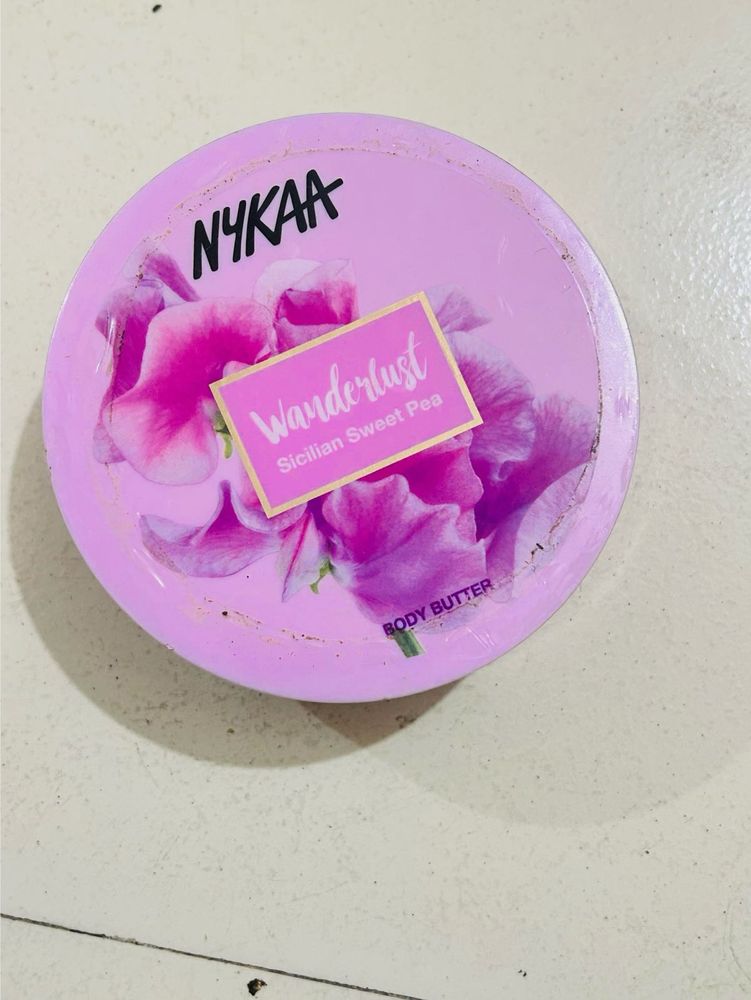 NYKAA
Wanderlust
Sicilian Sweet Pea
BODY BUTTER